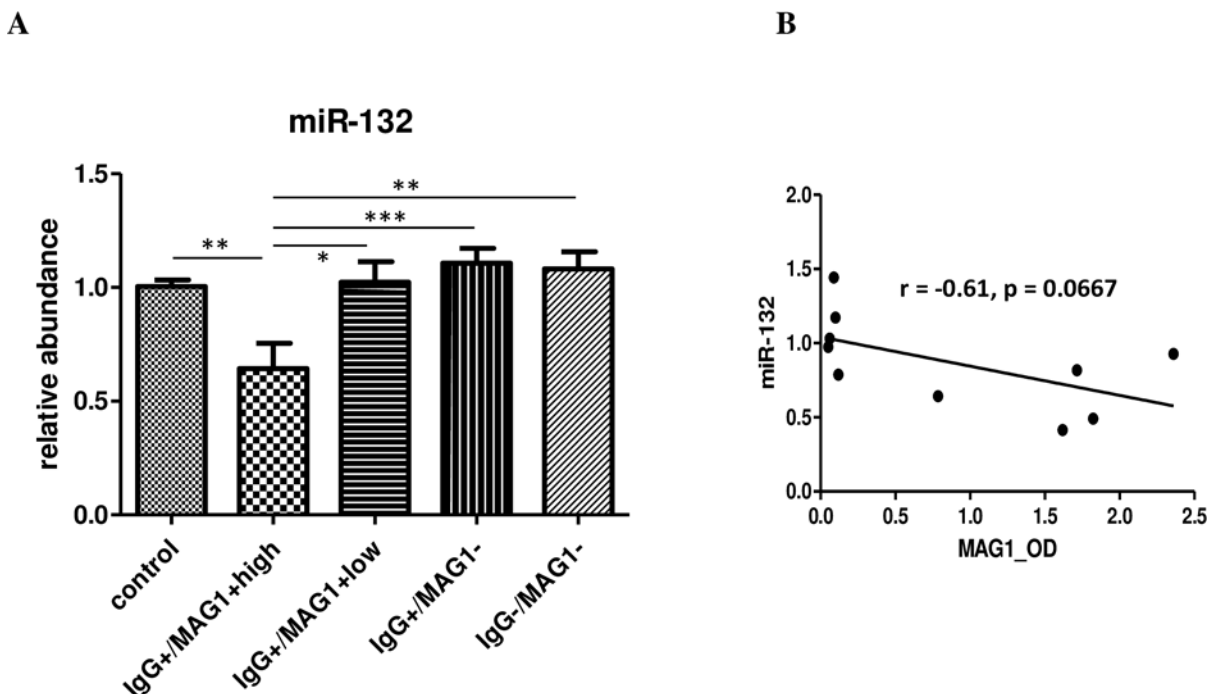 A
B
miR-132
relative abundance
1.5
1.0
0.5
0.0
**
***
**
*
control
IgG+/MAG1+high
IgG+/MAG1+low
IgG+/MAG1-
IgG-/MAG1-
miR-132
2.0
1.5
1.0
0.5
0.0
r = -0.61, p = 0.0667
0.0 0.5 1.0 1.5 2.0 2.5
MAG1_OD